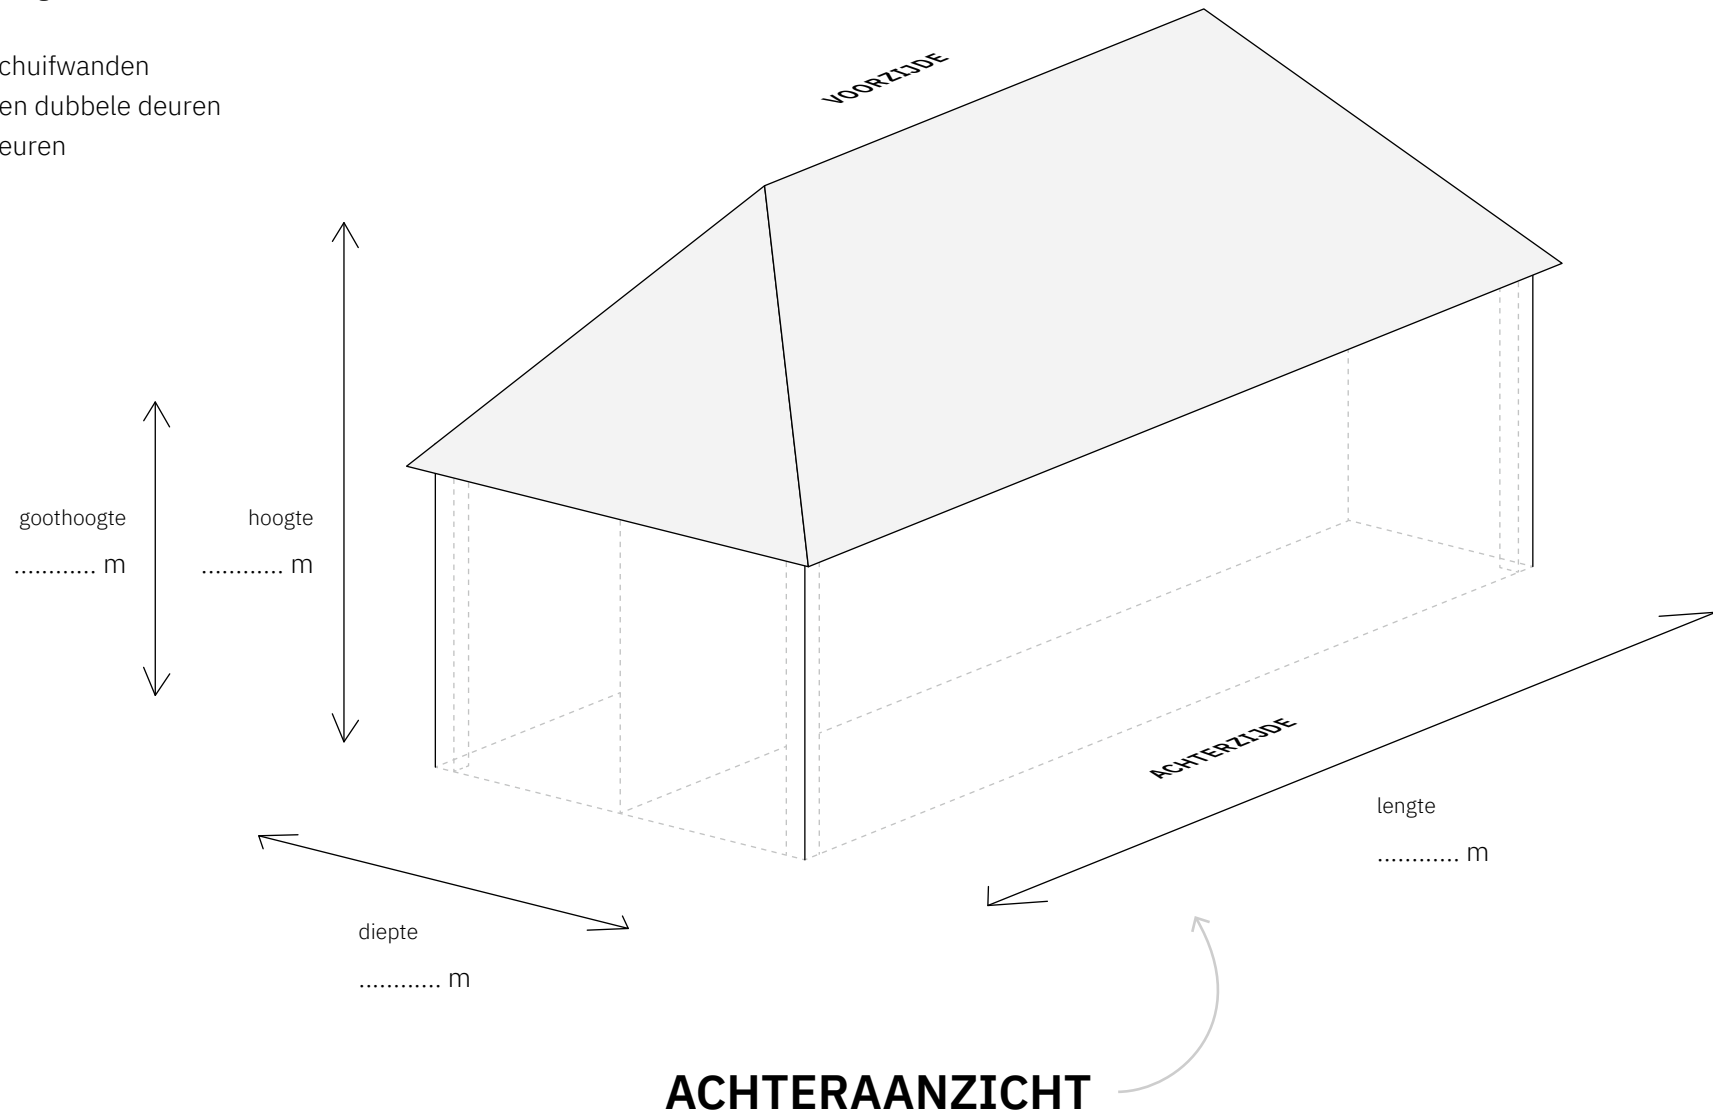 chuifwanden
en dubbele deuren
euren
VOORZIJDE
goothoogte
............ m
hoogte
............ m
ACHTERZIJDE
lengte
............ m
diepte
............ m
ACHTERAANZICHT